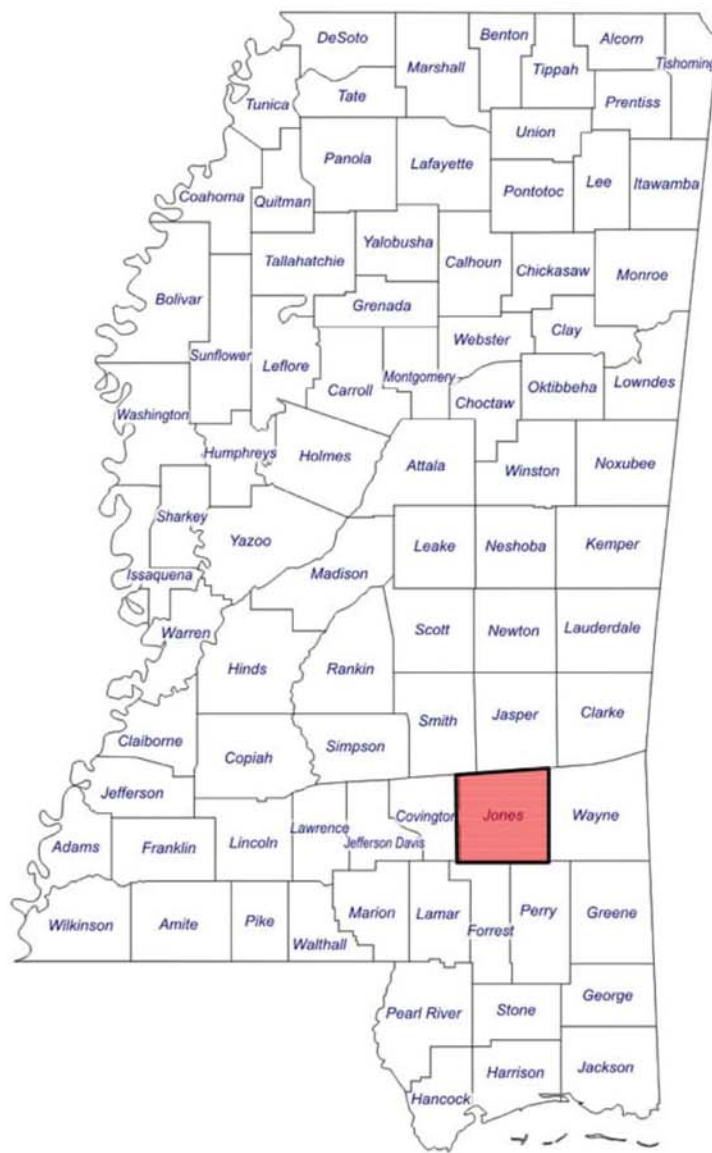 DeSoto
Benton
Alcorn
Marshall
Tippah
Tishoming
Tate
Tunica
Prentiss
Union
Panola
Lafayette
Lee
Pontotoc
Itawamba
Coahoma
Quitman
Yalobusha
Tallahatchie
Calhoun
Chickasaw
Monroe
Bolivar
Grenada
Clay
Webster
Sunflower
Leflore
Montgomery
Lowndes
Carroll
Oktibbeha
Choctaw
Washington
Humphreys
Holmes
Attala
Noxubee
Winston
Sharkey
Yazoo
Leake
Neshoba
Kemper
Issaquena
Madison
Warren
Scott
Newton
Lauderdale
Hinds
Rankin
Smith
Jasper
Clarke
Claiborne
Simpson
Copiah
Jefferson
Covington
Jones
Wayne
Lawrence
Lincoln
Jefferson Davis
Adams
Franklin
Marion
Lamar
Perry
Greene
Wilkinson
Amite
Pike
Forrest
Walthall
George
Pearl River
Stone
Jackson
Harrison
Hancock